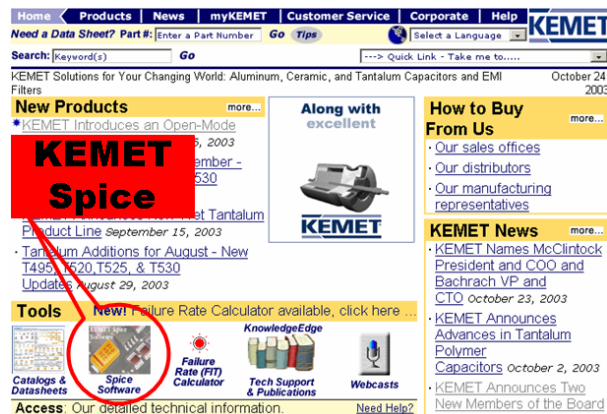 Home Products News myKEMET Customer Service Corporate Help
KEMET
Need a Data Sheet? Part #: Enter a Part Number Go Tips Select a Language
Search: Keyword(s) Go ---> Quick Link - Take me to.....
KEMET Solutions for Your Changing World: Aluminum, Ceramic, and Tantalum Capacitors and EMI
Filters
October 24
2003
New Products more...
KEMET Introduces an Open-Mode
5, 2003
ember -
530
KEMET
Spice
Product Line September 15, 2003
Tantalum Additions for August - New
T495, T520,T525, & T530
Updates August 29, 2003
Along with
excellent
KEMET
How to Buy
From Us
more...
Our sales offices
Our distributors
Our manufacturing
representatives
KEMET News more...
KEMET Names McClintock
President and COO and
Bachrach VP and
CTO October 23, 2003
KEMET Announces
Advances in Tantalum
Polymer
Capacitors October 2, 2003
KEMET Announces Two
New Members of the Board
Tools New! Failure Rate Calculator available, click here ...
Catalogs &
Datasheets
KEMET Spice
Software
Spice
Software
Failure
Rate (FIT)
Calculator
KnowledgeEdge
Tech Support
& Publications
Webcasts
Access: Our detailed technical information. Need Help?